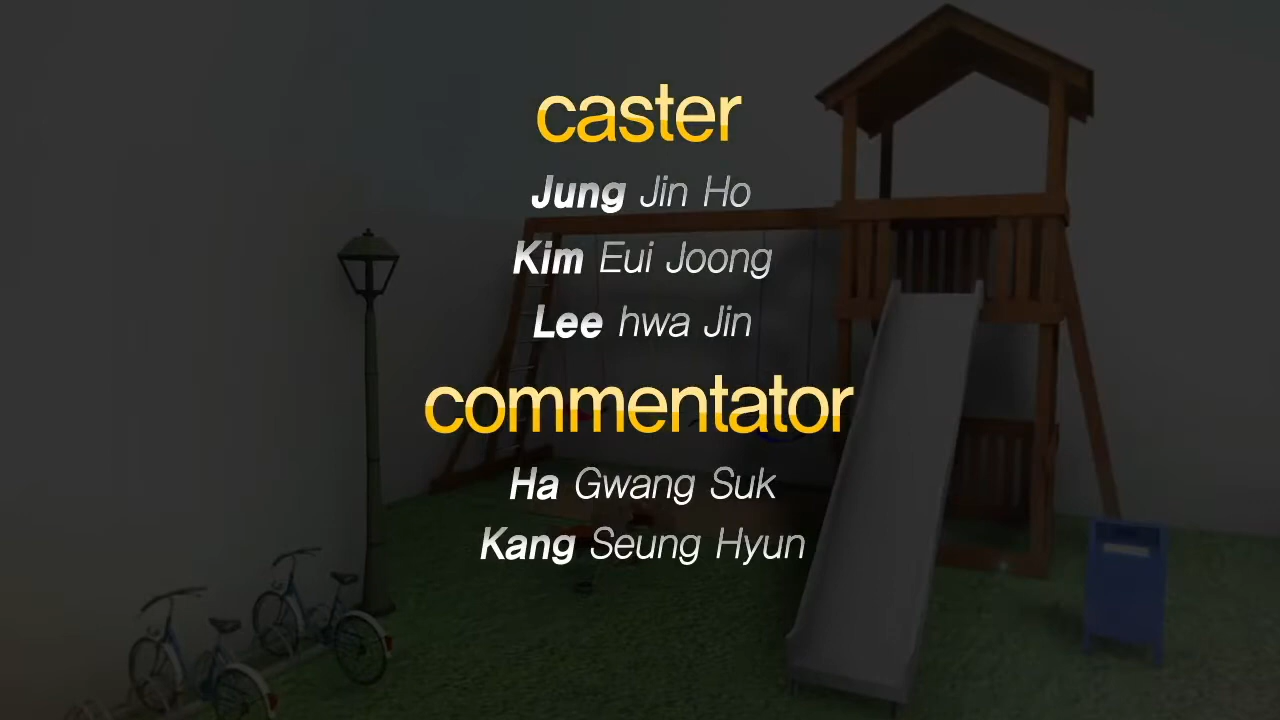 caster
Jung Jin Ho
Kim Eui Joong
Lee hwa Jin
commentator
Ha Gwang Suk
Kang Seung Hyun